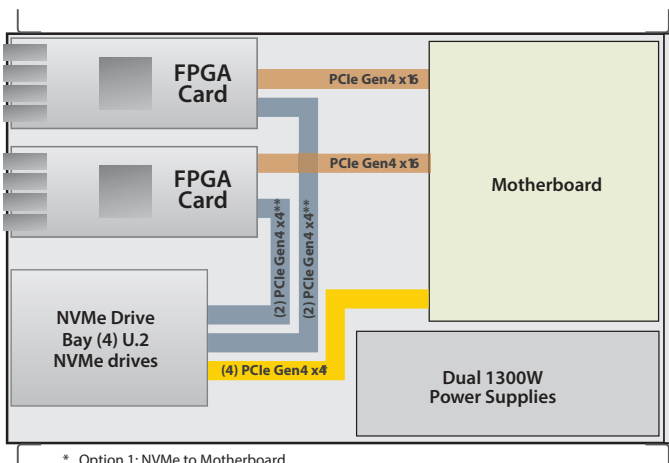 FPGA
Card
PCIe Gen4 x16
FPGA
Card
PCIe Gen4 x16
Motherboard
(2) PCIe Gen4 x4**
(2) PCIe Gen4 x4**
NVMe Drive
Bay (4) U.2
NVMe drives
(4) PCIe Gen4 x4*
Dual 1300W
Power Supplies
* Option 1: NVMe to Motherboard